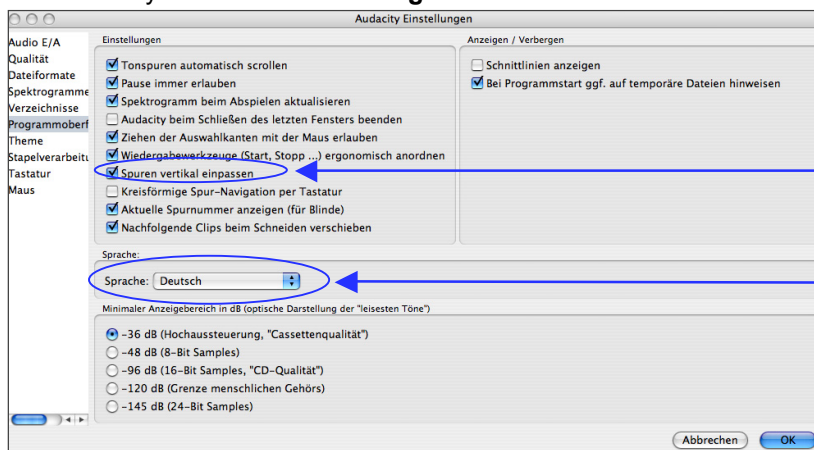 Audacity Einstellungen
Audio E/A
Qualität
Dateiformate
Spektrogramme
Verzeichnisse
Programmoberf
Theme
Stapelverarbeitu
Tastatur
Maus
Einstellungen
Tonspuren automatisch scrollen
Pause immer erlauben
Spektrogramm beim Abspielen aktualisieren
Audacity beim Schließen des letzten Fensters beenden
Ziehen der Auswahlkanten mit der Maus erlauben
Wiedergabewerkzeuge (Start, Stopp ...) ergonomisch anordnen
Spuren vertikal einpassen
Kreisförmige Spur-Navigation per Tastatur
Aktuelle Spurnummer anzeigen (für Blinde)
Nachfolgende Clips beim Schneiden verschieben
Anzeigen / Verbergen
Schnittlinien anzeigen
Bei Programmstart ggf. auf temporäre Dateien hinweisen
Sprache:
Sprache: Deutsch
Minimaler Anzeigebereich in dB (optische Darstellung der "leisesten Töne")
-36 dB (Hochaussteuerung, "Cassettenqualität")
-48 dB (8-Bit Samples)
-96 dB (16-Bit Samples, "CD-Qualität")
-120 dB (Grenze menschlichen Gehörs)
-145 dB (24-Bit Samples)
Abbrechen OK